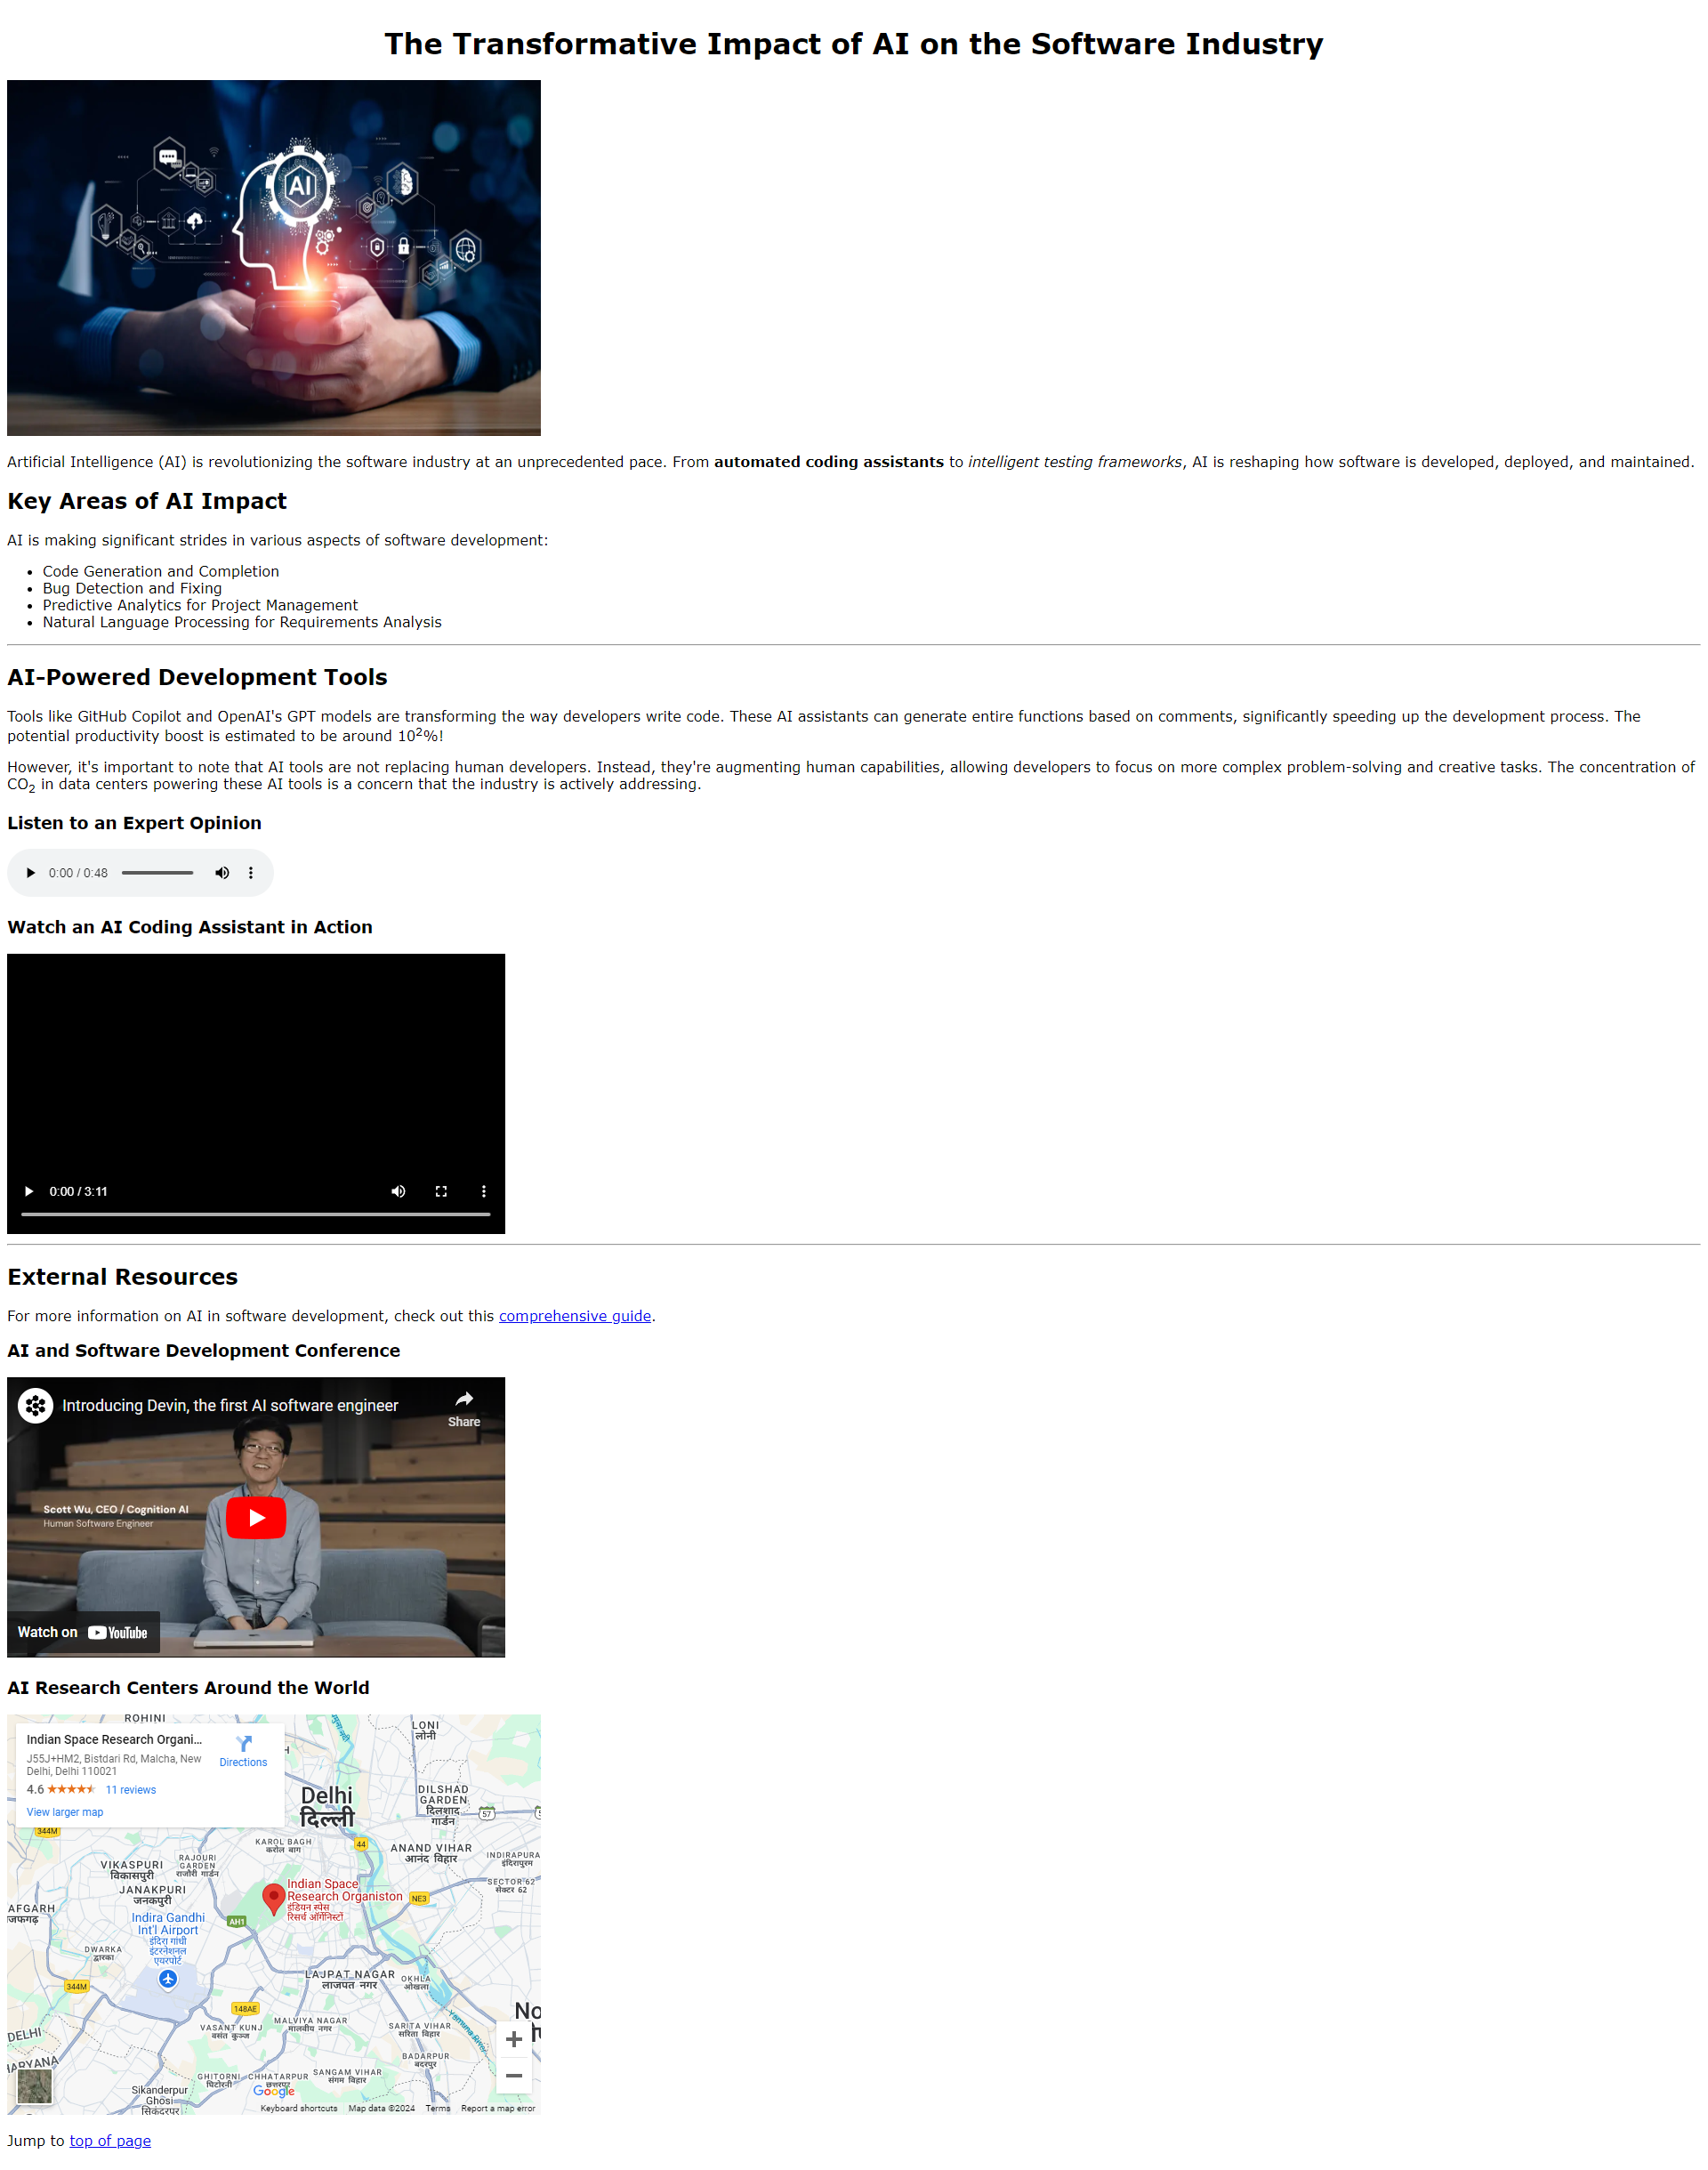 The Transformative Impact of AI on the Software Industry
AI
Artificial Intelligence (AI) is revolutionizing the software industry at an unprecedented pace. From automated coding assistants to intelligent testing frameworks, AI is reshaping how software is developed, deployed, and maintained.
Key Areas of AI Impact
AI is making significant strides in various aspects of software development:
• Code Generation and Completion
• Bug Detection and Fixing
• Predictive Analytics for Project Management
• Natural Language Processing for Requirements Analysis
AI-Powered Development Tools
Tools like GitHub Copilot and OpenAI's GPT models are transforming the way developers write code. These AI assistants can generate entire functions based on comments, significantly speeding up the development process. The
potential productivity boost is estimated to be around 10²%!
However, it's important to note that AI tools are not replacing human developers. Instead, they're augmenting human capabilities, allowing developers to focus on more complex problem-solving and creative tasks. The concentration of
CO₂ in data centers powering these AI tools is a concern that the industry is actively addressing.
Listen to an Expert Opinion
0:00 / 0:48
Watch an AI Coding Assistant in Action
0:00 / 3:11
External Resources
For more information on AI in software development, check out this comprehensive guide.
AI and Software Development Conference
Introducing Devin, the first AI software engineer
Share
Scott Wu, CEO / Cognition AI
Human Software Engineer
Watch on YouTube
AI Research Centers Around the World
ROHINI
Indian Space Research Organi...
J55J+HM2, Bistdari Rd, Malcha, New
Delhi, Delhi 110021
4.6 11 reviews
View larger map
Directions
LONI
लोनी
Delhi
दिल्ली
DILSHAD
GARDEN
दिलशाद
गार्डन
57
344M
44
KAROL BAGH
करोल बाग
ANAND VIHAR
आनंद विहार
INDIRAPURA
इंदिरापुरम
VIKASPURI
विकासपुरी
RAJOURI
GARDEN
राजौरी गार्डन
JANAKPURI
जनकपुरी
SECTOR 62
सेक्टर 62
Indian Space
Research Organiston
इंडियन स्पेस
रिसर्च ऑर्गेनिस्टों
NE3
AFGARH
जफगढ़
Indira Gandhi
Int'l Airport
इंदिरा गांधी
इंटरनेशनल
एयरपोर्ट
AH1
DWARKA
द्वारका
344M
LAJPAT NAGAR
लाजपत नगर
OKHLA
ओखला
148AE
No
VASANT KUNJ
वसंत कुञ्ज
MALVIYA NAGAR
मालवीय नगर
SARITA VIHAR
सरिता विहार
Yamuna River
DELHI
HARYANA
BADARPUR
बदरपुर
GHITORNI
घिटोरनी
CHHATARPUR
छत्तरपुर
SANGAM VIHAR
संगम विहार
Sikanderpur
Ghosi
सिकंदरपुर
Google
Keyboard shortcuts Map data ©2024 Terms Report a map error
Jump to top of page